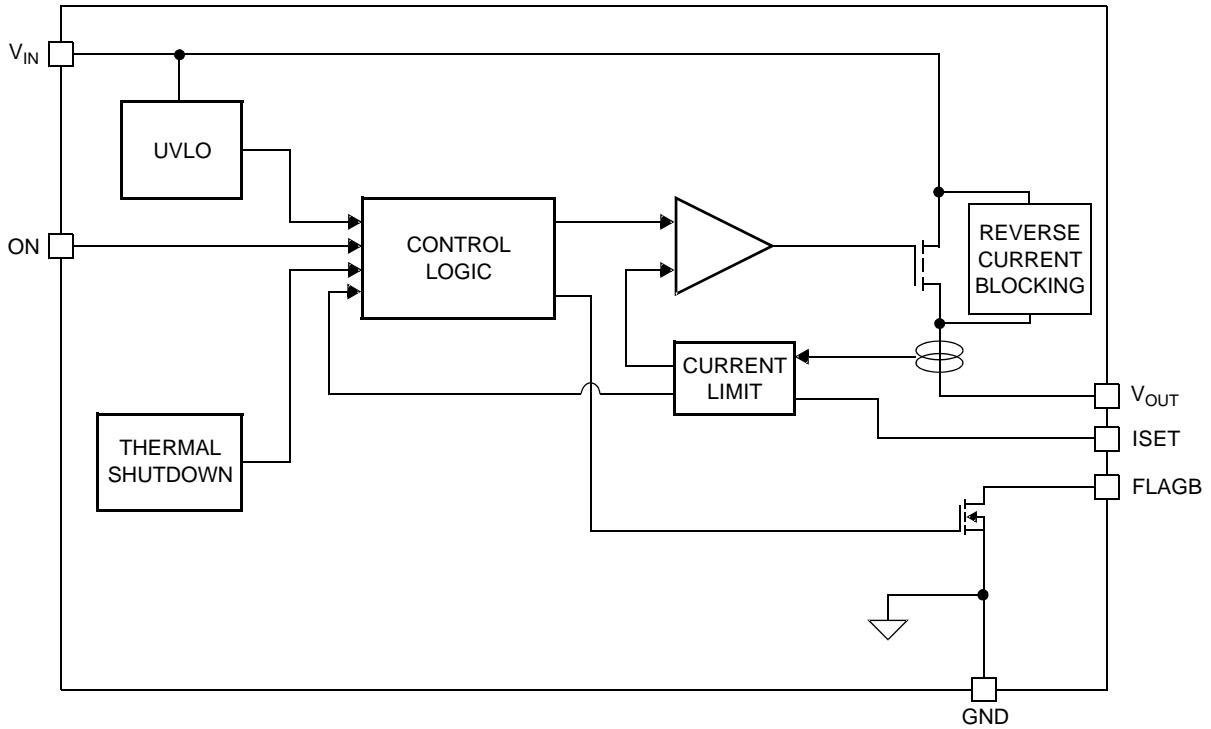 VIN
UVLO
ON
CONTROL
LOGIC
REVERSE
CURRENT
BLOCKING
CURRENT
LIMIT
VOUT
ISET
THERMAL
SHUTDOWN
FLAGB
GND